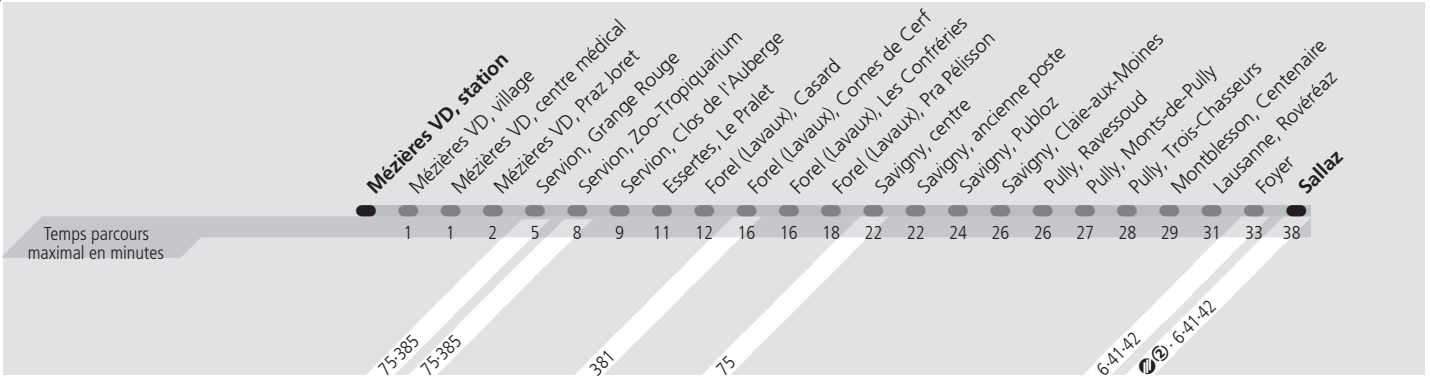 Mézières VD, station
Mézières VD, village
Mézières VD, centre médical
Mézières VD, Praz Joret
Servion, Grange Rouge
Servion, Zoo-Tropiquarium
Servion, Clos de l'Auberge
Essertes, Le Pralet
Forel (Lavaux), Casard
Forel (Lavaux), Cornes de Cerf
Forel (Lavaux), Les Confréries
Forel (Lavaux), Pra Pélisson
Savigny, centre
Savigny, ancienne poste
Savigny, Publoz
Savigny, Claie-aux-Moines
Pully, Ravessoud
Pully, Monts-de-Pully
Pully, Trois-Chasseurs
Montblesson, Centenaire
Lausanne, Rovéréaz
Foyer
Sallaz
Temps parcours
maximal en minutes
1 1 2 5 8 9 11 12 16 16 18 22 22 24 26 26 27 28 29 31 33 38
75·385
75·385
381
75
6·41·42
m ② · 6·41·42